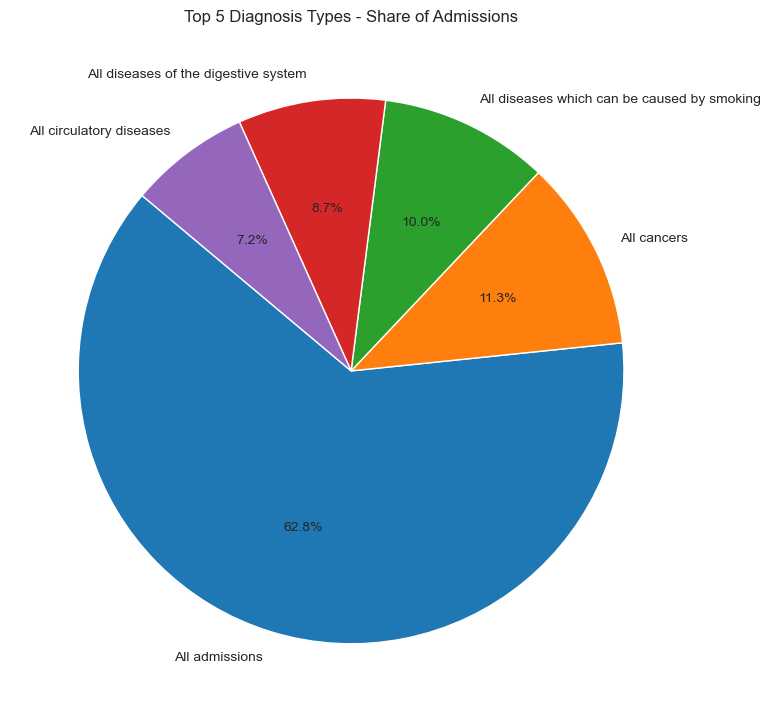 Top 5 Diagnosis Types - Share of Admissions
All diseases of the digestive system
All diseases which can be caused by smoking
All circulatory diseases
8.7%
10.0%
7.2%
All cancers
11.3%
62.8%
All admissions